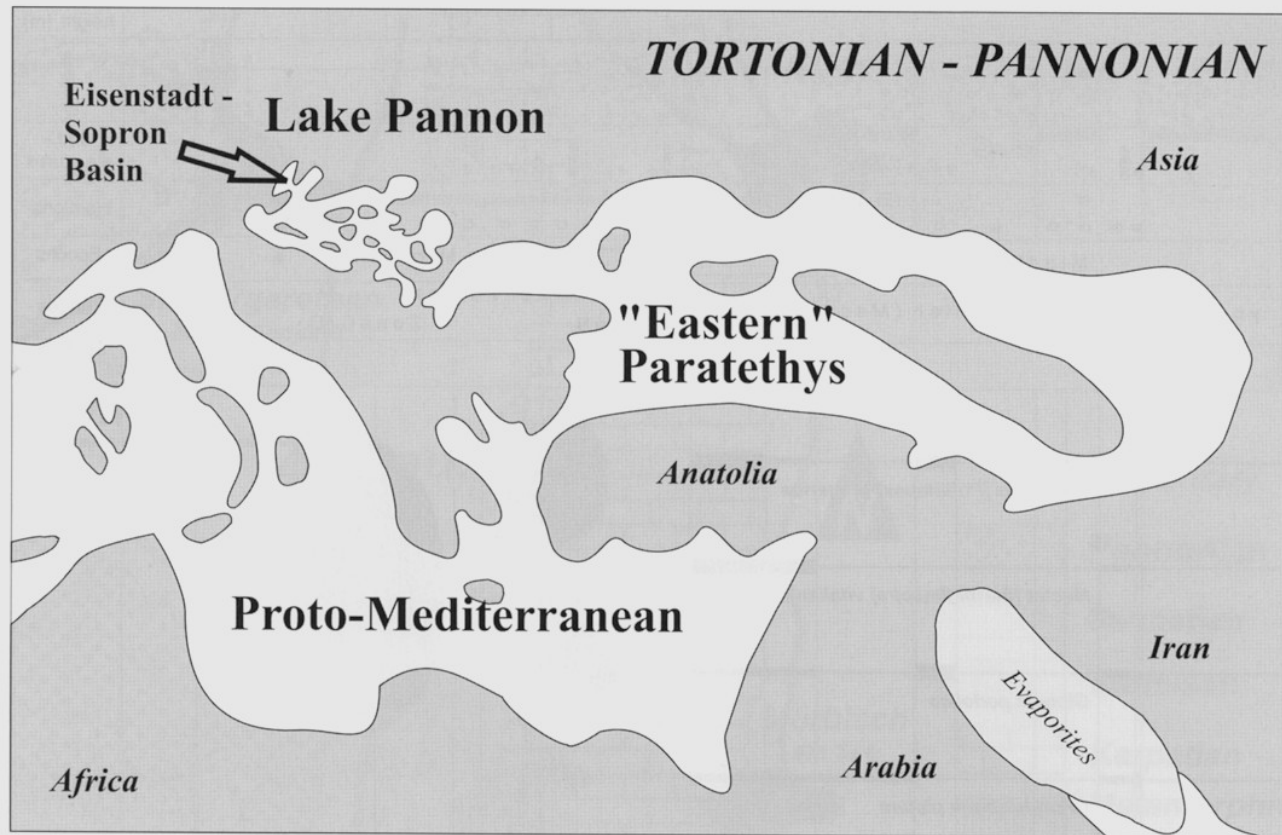 TORTONIAN - PANNONIAN
Eisenstadt -
Sopron
Basin
Lake Pannon
Asia
"Eastern"
Paratethys
Anatolia
Proto-Mediterranean
Iran
Evaporites
Arabia
Africa